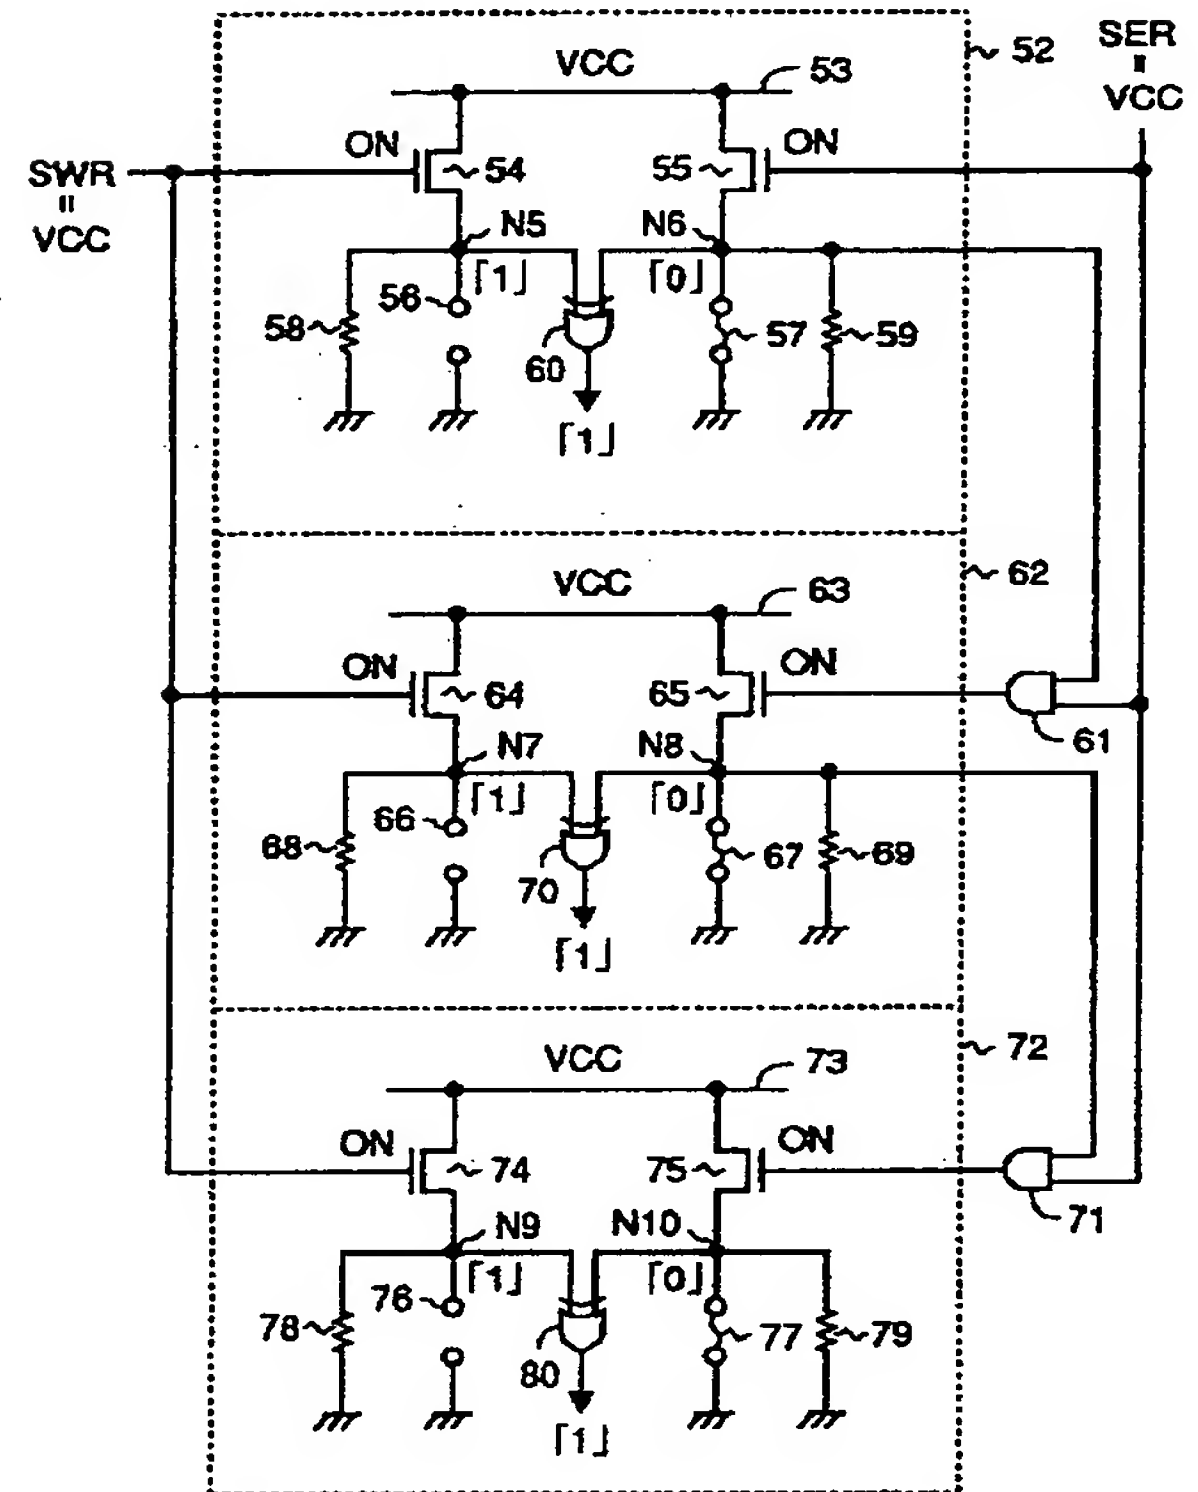 SER
=
VCC
52
VCC
53
ON
ON
SWR
=
VCC
54
55
N5
N6
「1」
「0」
56
58
57
59
60
「1」
VCC
62
63
ON
ON
64
65
61
N7
N8
「1」
「0」
66
68
67
69
70
「1」
VCC
72
73
ON
ON
74
75
71
N9
N10
「1」
「0」
76
78
77
79
80
「1」